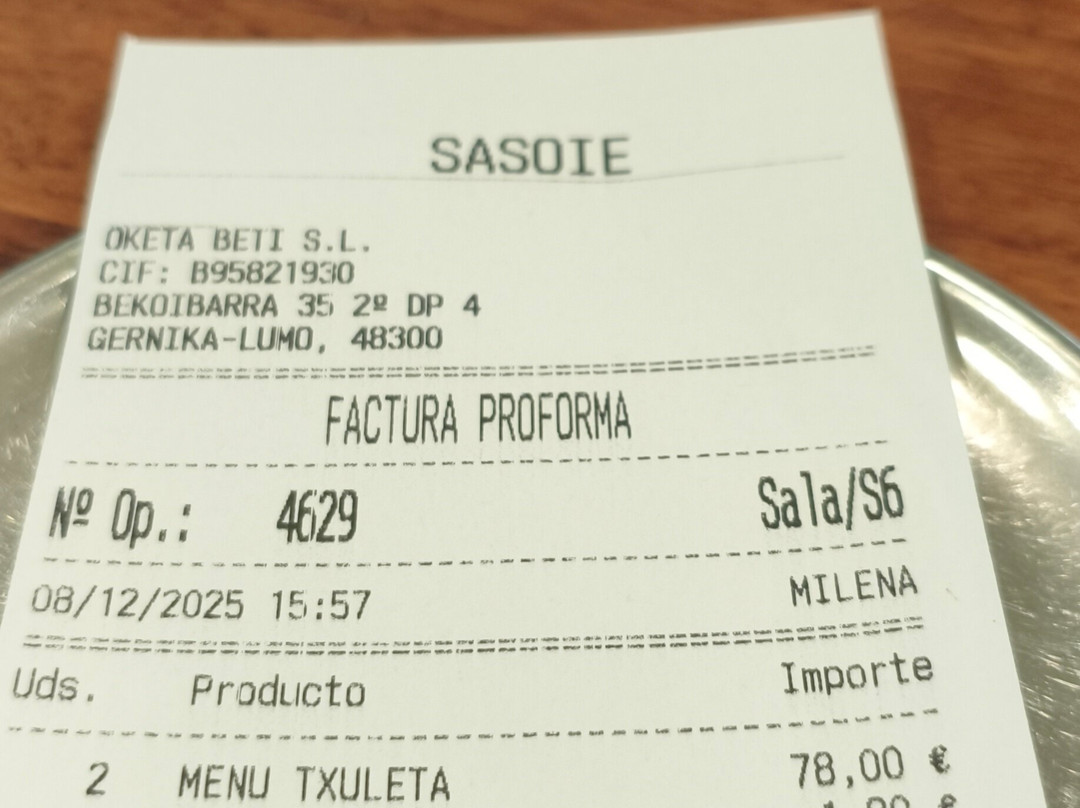 SASOIE
OKETA BETI S.L.
CIF: B95821930
BEKOIBARRA 35 2º DP 4
GERNIKA-LUMO, 48300
FACTURA PROFORMA
Nº Op.: 4629 Sala/S6
08/12/2025 15:57 MILENA
Uds. Producto Importe
2 MENU TXULETA 78,00 €